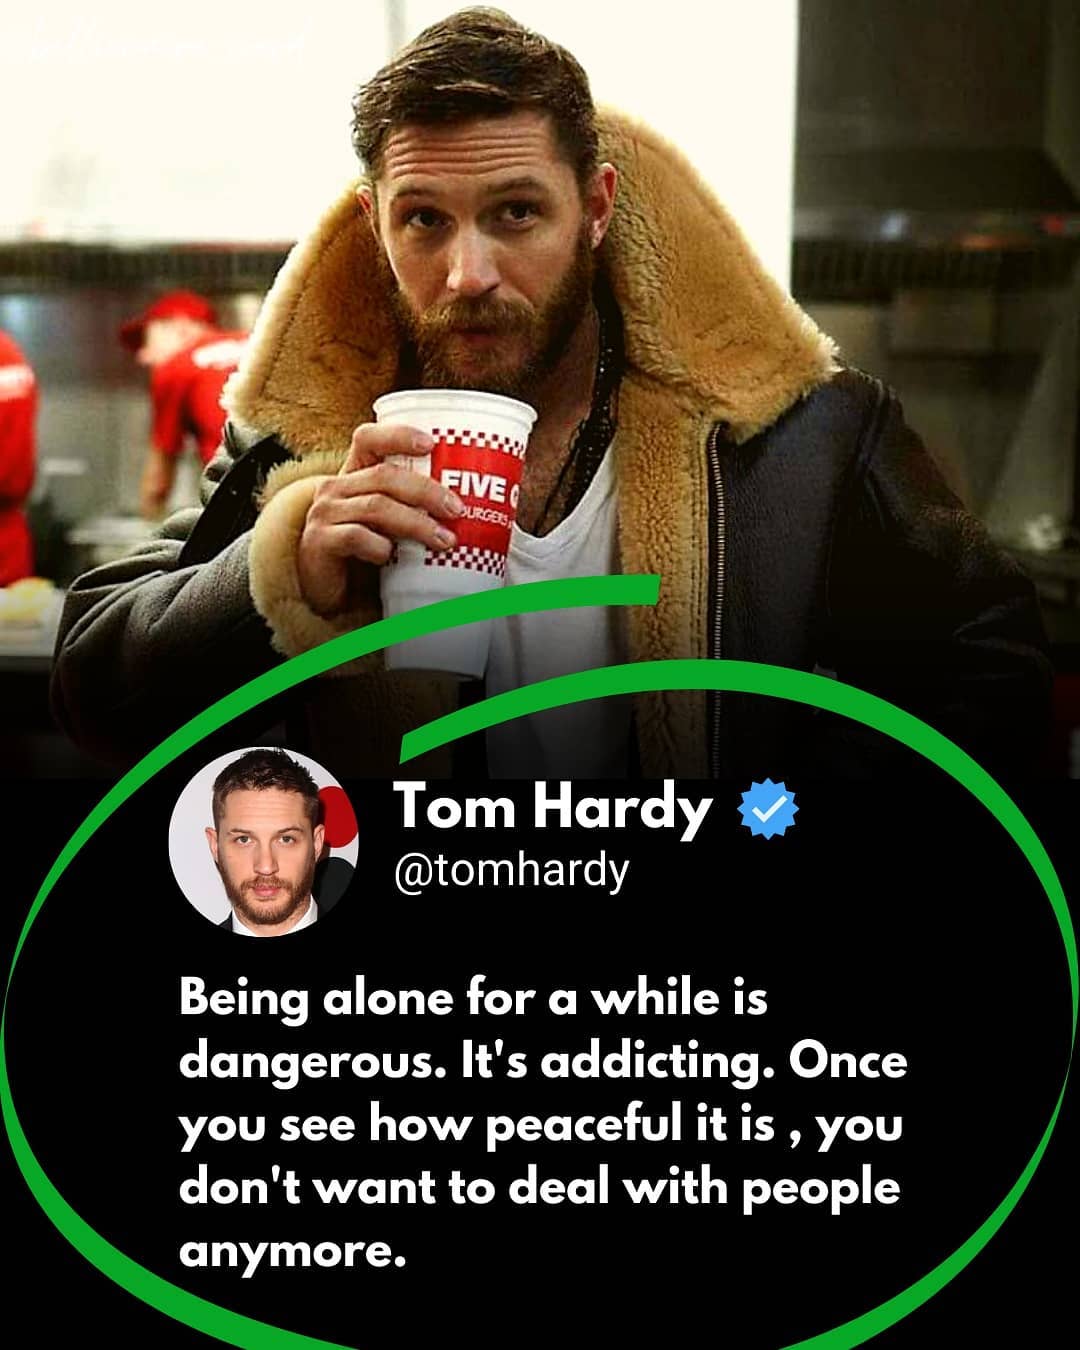 FIVE
BURGERS
Tom Hardy
@tomhardy
Being alone for a while is
dangerous. It's addicting. Once
you see how peaceful it is , you
don't want to deal with people
anymore.